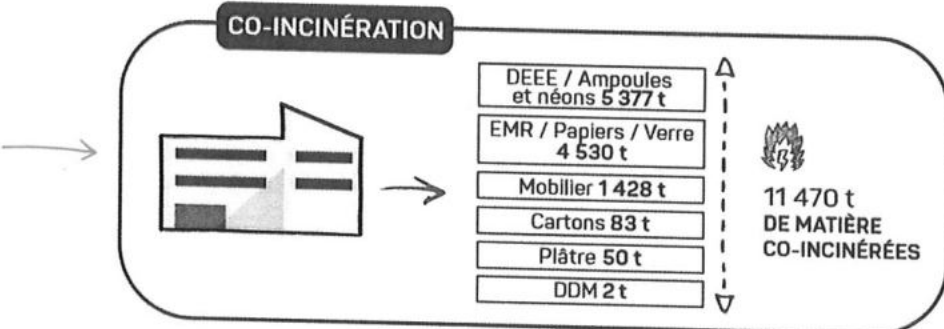 CO-INCINÉRATION
DEEE / Ampoules
et néons 5 377 t
EMR / Papiers / Verre
4 530 t
Mobilier 1 428 t
Cartons 83 t
Plâtre 50 t
DDM 2 t
11 470 t
DE MATIÈRE
CO-INCINÉRÉES